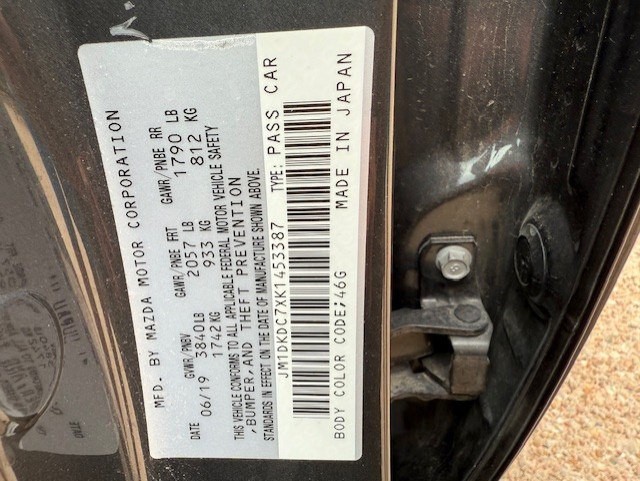 MFD. BY MAZDA MOTOR CORPORATION
DATE GVWR/PNBV GAWR/PNBE FRT GAWR/PNBE RR
06/19 3840LB 2057 LB 1790 LB
1742KG 933 KG 812 KG
THIS VEHICLE CONFORMS TO ALL APPLICABLE FEDERAL MOTOR VEHICLE SAFETY
,BUMPER,AND THEFT PREVENTION
STANDARDS IN EFFECT ON THE DATE OF MANUFACTURE SHOWN ABOVE.
JM1DKDC7XK1453387 TYPE: PASS CAR
BODY COLOR CODE;46G MADE IN JAPAN